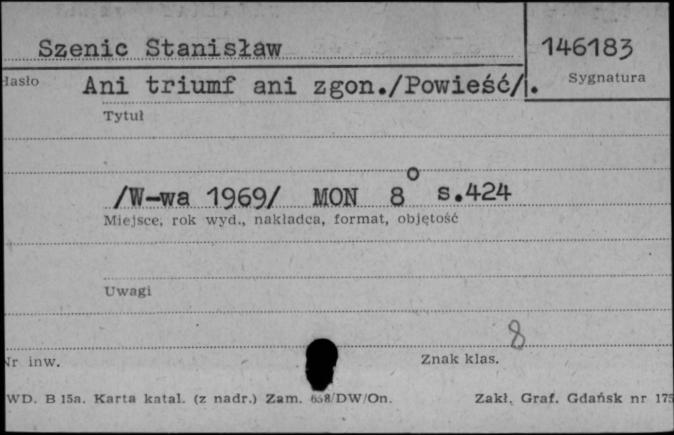 Szenic Stanisław
146183
Hasło
Sygnatura
Ani triumf ani zgon./Powieść/.
Tytuł
/W-wa 1969/ MON 8° s.424
Miejsce, rok wyd., nakładca, format, objętość
Uwagi
8
Nr inw.
Znak klas.
WD. B 15a. Karta katal. (z nadr.) Zam. 658/DW/On.
Zakł. Graf. Gdańsk nr 175